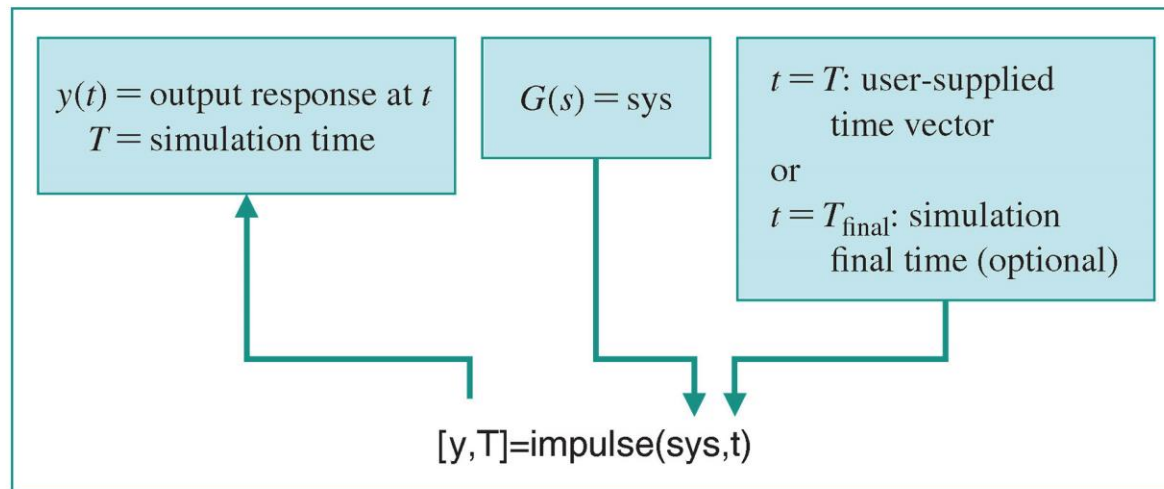 y(t) = output response at t
T = simulation time
G(s) = sys
t = T: user-supplied
time vector
or
t = T_final: simulation
final time (optional)
[y,T]=impulse(sys,t)